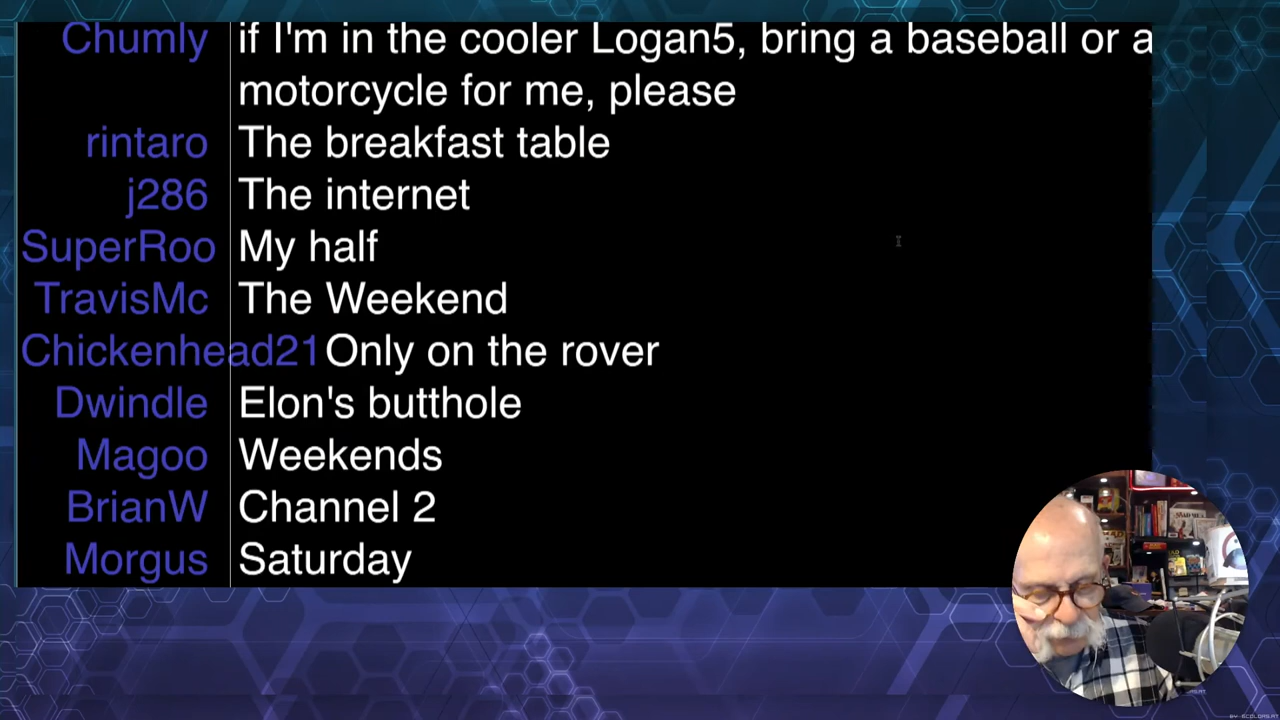 Chumly if I'm in the cooler Logan5, bring a baseball or a
motorcycle for me, please
rintaro The breakfast table
j286 The internet
SuperRoo My half
TravisMc The Weekend
Chickenhead21 Only on the rover
Dwindle Elon's butthole
Magoo Weekends
BrianW Channel 2
Morgus Saturday